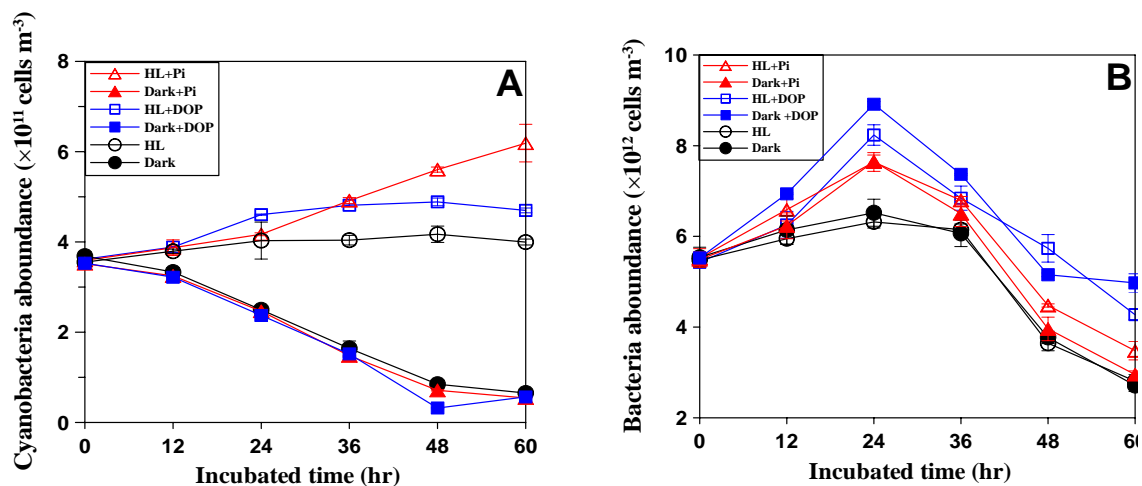 A
Cyanobacteria aboundance (×10¹¹ cells m⁻³)
8
6
4
2
0
HL+Pi
Dark+Pi
HL+DOP
Dark+DOP
HL
Dark
0 12 24 36 48 60
Incubated time (hr)
B
Bacteria aboundance (×10¹² cells m⁻³)
10
8
6
4
2
HL+Pi
Dark+Pi
HL+DOP
Dark +DOP
HL
Dark
0 12 24 36 48 60
Incubated time (hr)